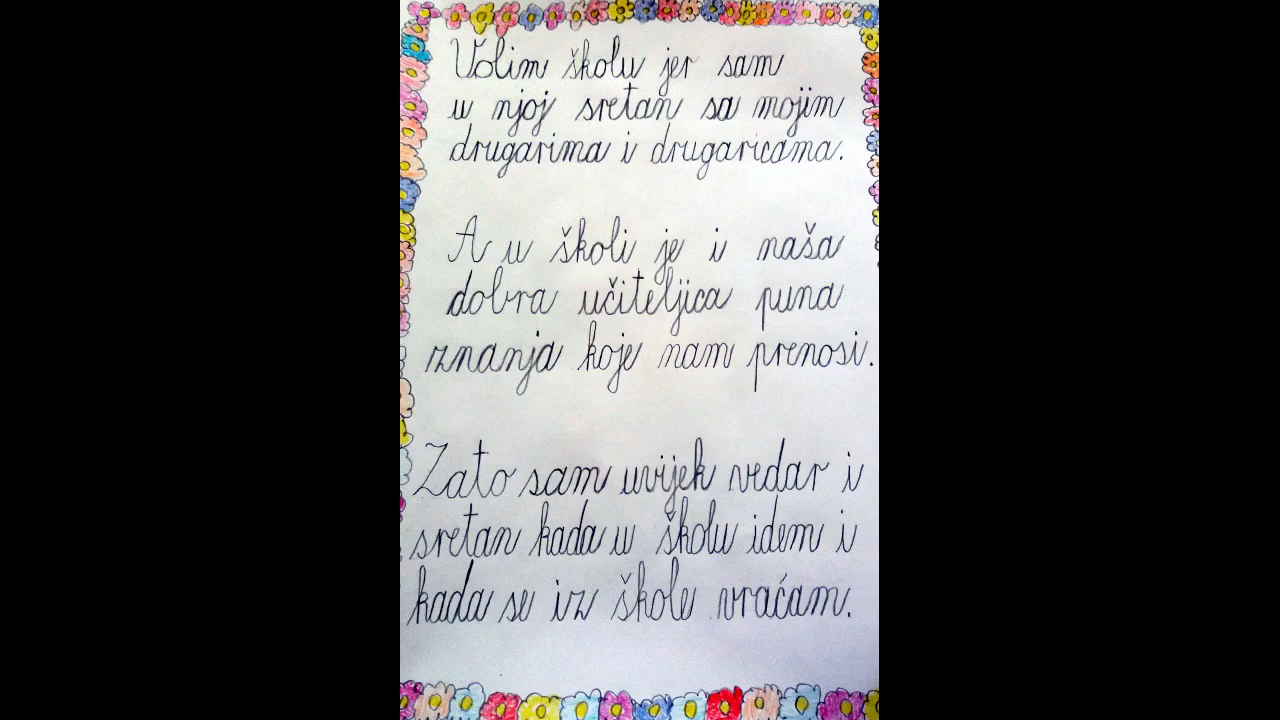 Volim školu jer sam
u njoj sretan sa mojim
drugarima i drugaricama.
A u školi je i naša
dobra učiteljica puna
znanja koje nam prenosi.
Zato sam uvijek vedar i
sretan kada u školu idem i
kada se iz škole vraćam.